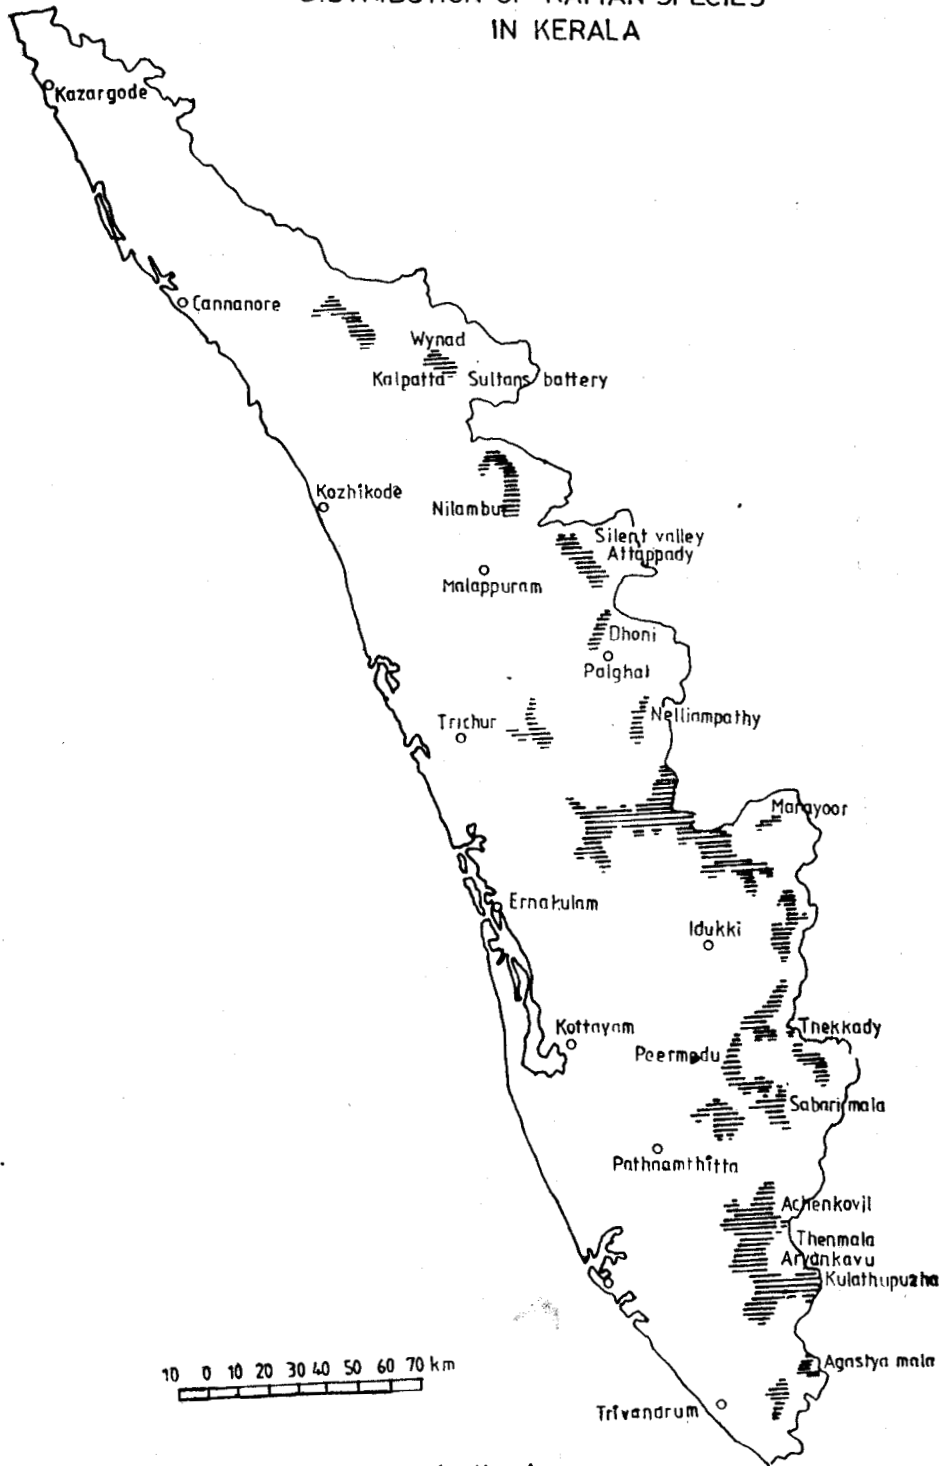 IN KERALA
Kazargode
Cannanore
Wynad
Kalpatta Sultans battery
Kozhikode
Nilambur
Silent valley
Attappady
Malappuram
Dhoni
Palghat
Trichur
Nelliampathy
Marayoor
Ernakulam
Idukki
Kottayam
Thekkady
Peermedu
Sabarimala
Pathnamthitta
Achenkovil
Thenmala
Aryankavu
Kulathupuzha
10 0 10 20 30 40 50 60 70 km
Agastya mala
Trivandrum